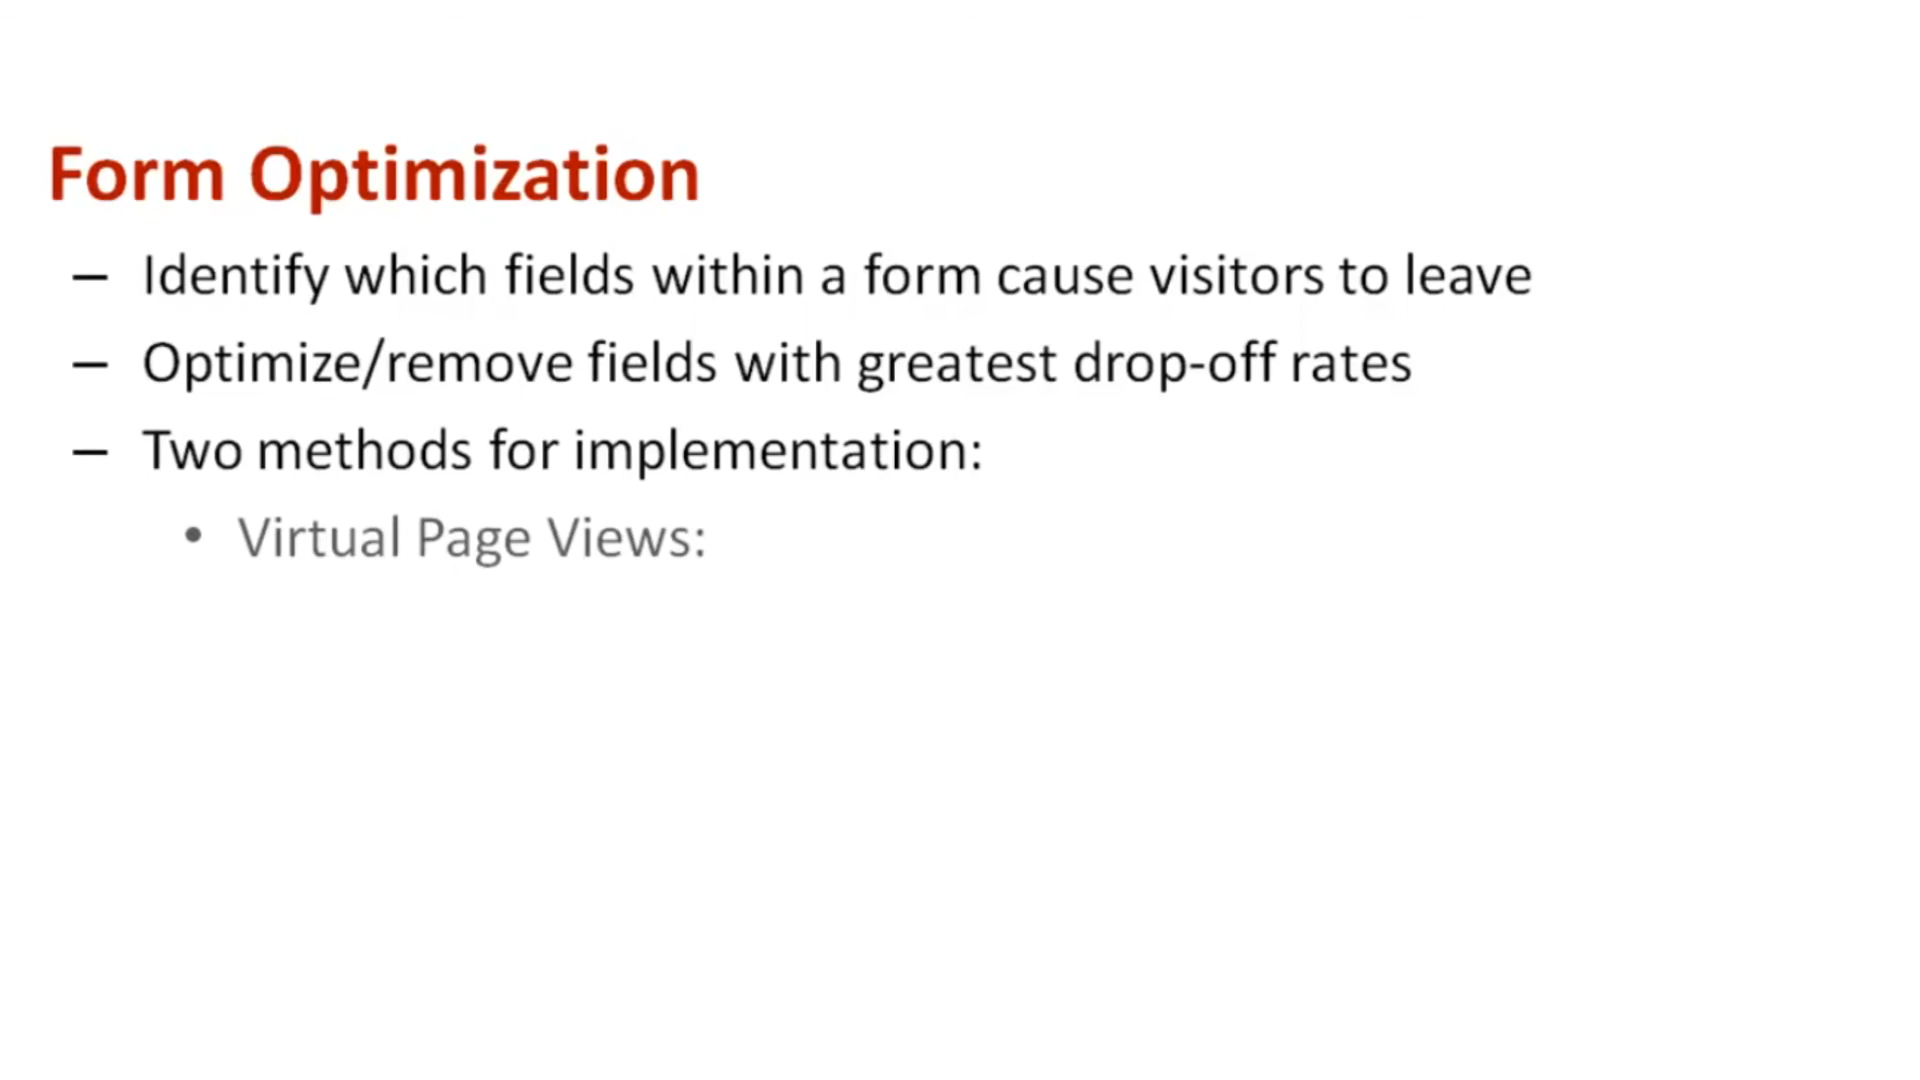 Form Optimization
– Identify which fields within a form cause visitors to leave
– Optimize/remove fields with greatest drop-off rates
– Two methods for implementation:
• Virtual Page Views: